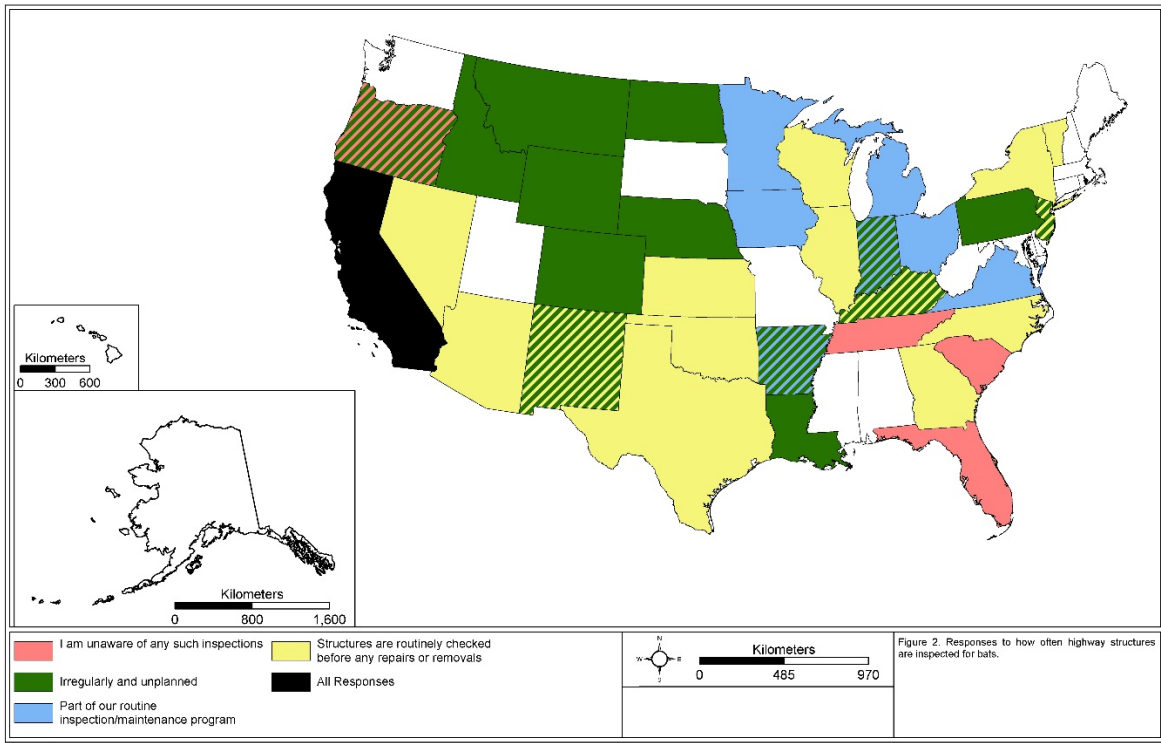 Kilometers
0 300 600
Kilometers
0 800 1,600
I am unaware of any such inspections
Irregularly and unplanned
Part of our routine
inspection/maintenance program
Structures are routinely checked
before any repairs or removals
All Responses
N
W E
S
Kilometers
0 485 970
Figure 2. Responses to how often highway structures
are inspected for bats.